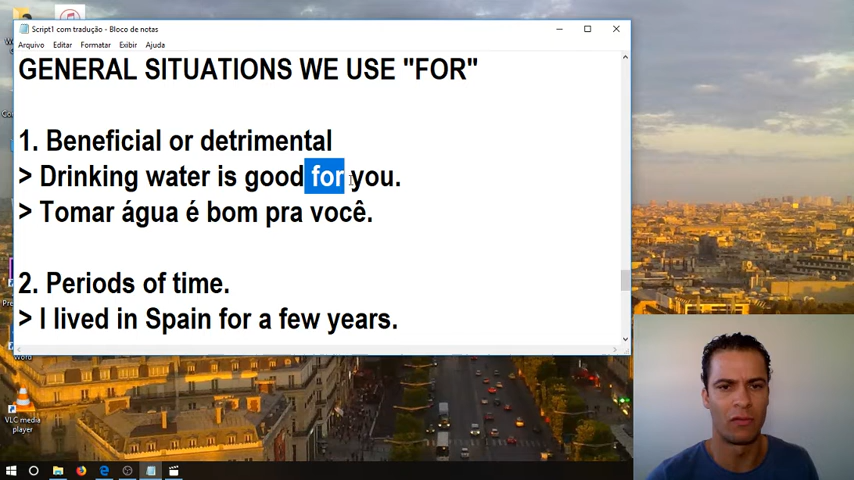 Script1 com tradução - Bloco de notas
Arquivo Editar Formatar Exibir Ajuda
GENERAL SITUATIONS WE USE "FOR"
1. Beneficial or detrimental
> Drinking water is good for you.
> Tomar água é bom pra você.
2. Periods of time.
> I lived in Spain for a few years.
Word
VLC media
player